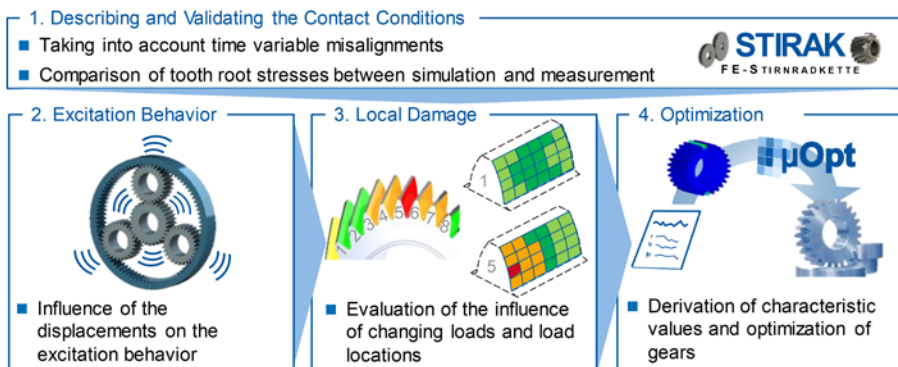 1. Describing and Validating the Contact Conditions
Taking into account time variable misalignments
Comparison of tooth root stresses between simulation and measurement
STIRAK
FE-STIRNRADKETTE
2. Excitation Behavior
Influence of the
displacements on the
excitation behavior
3. Local Damage
1 2 3 4 5 6 7 8
1
5
Evaluation of the influence
of changing loads and load
locations
4. Optimization
µOpt
Derivation of characteristic
values and optimization of
gears